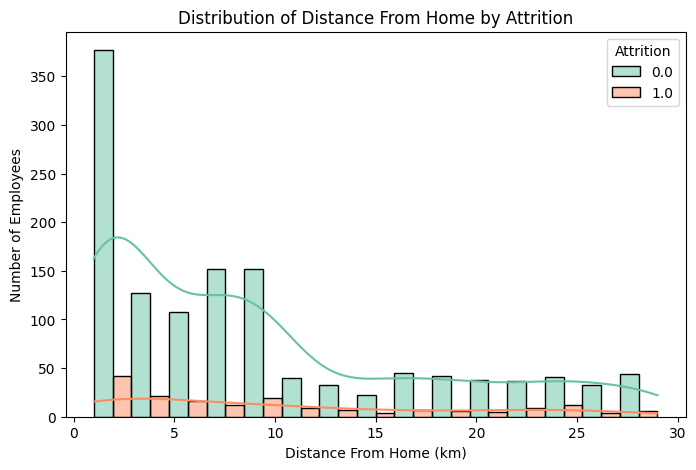 Distribution of Distance From Home by Attrition
Attrition
0.0
1.0
Number of Employees
350
300
250
200
150
100
50
0
0 5 10 15 20 25 30
Distance From Home (km)